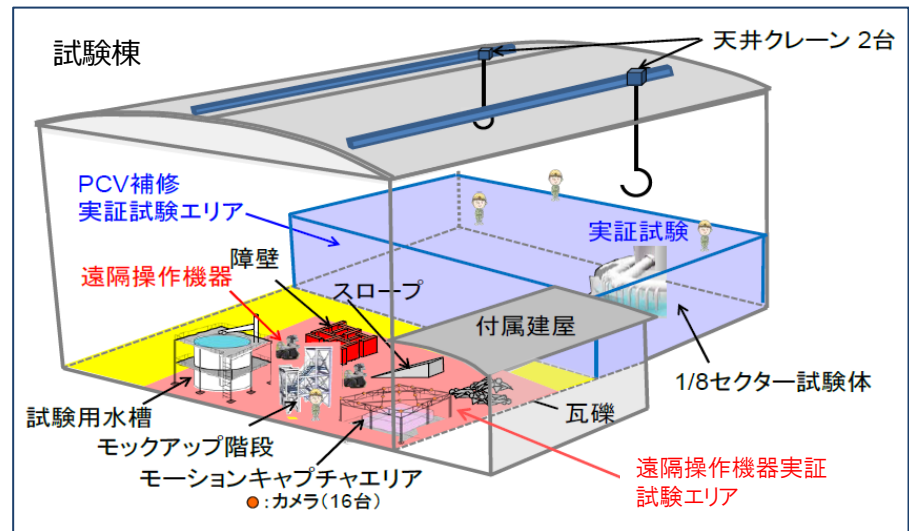 試験棟
天井クレーン 2台
PCV補修
実証試験エリア
実証試験
障壁
遠隔操作機器
スロープ
付属建屋
1/8セクター試験体
試験用水槽
瓦礫
モックアップ階段
モーションキャプチャエリア
:カメラ(16台)
遠隔操作機器実証
試験エリア